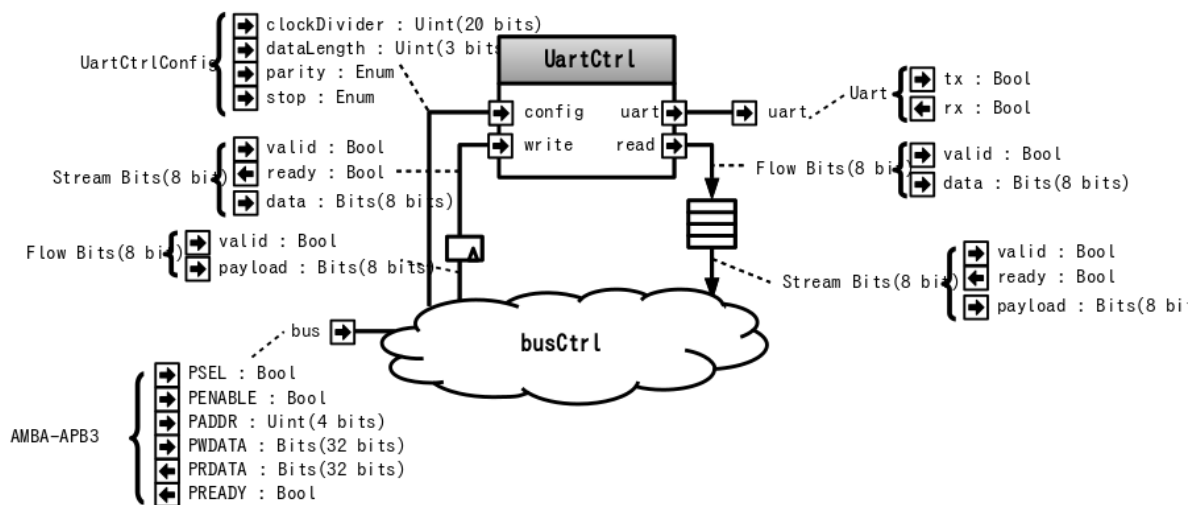 clockDivider : Uint(20 bits)
dataLength : Uint(3 bits
UartCtrlConfig
parity : Enum
stop : Enum
UartCtrl
config
uart
write
read
uart
Uart
tx : Bool
rx : Bool
valid : Bool
Stream Bits(8 bit)
ready : Bool
data : Bits(8 bits)
Flow Bits(8 bit)
valid : Bool
data : Bits(8 bits)
Flow Bits(8 bit)
valid : Bool
payload : Bits(8 bits)
Stream Bits(8 bit)
valid : Bool
ready : Bool
payload : Bits(8 bit
bus
busCtrl
AMBA-APB3
PSEL : Bool
PENABLE : Bool
PADDR : Uint(4 bits)
PWDATA : Bits(32 bits)
PRDATA : Bits(32 bits)
PREADY : Bool